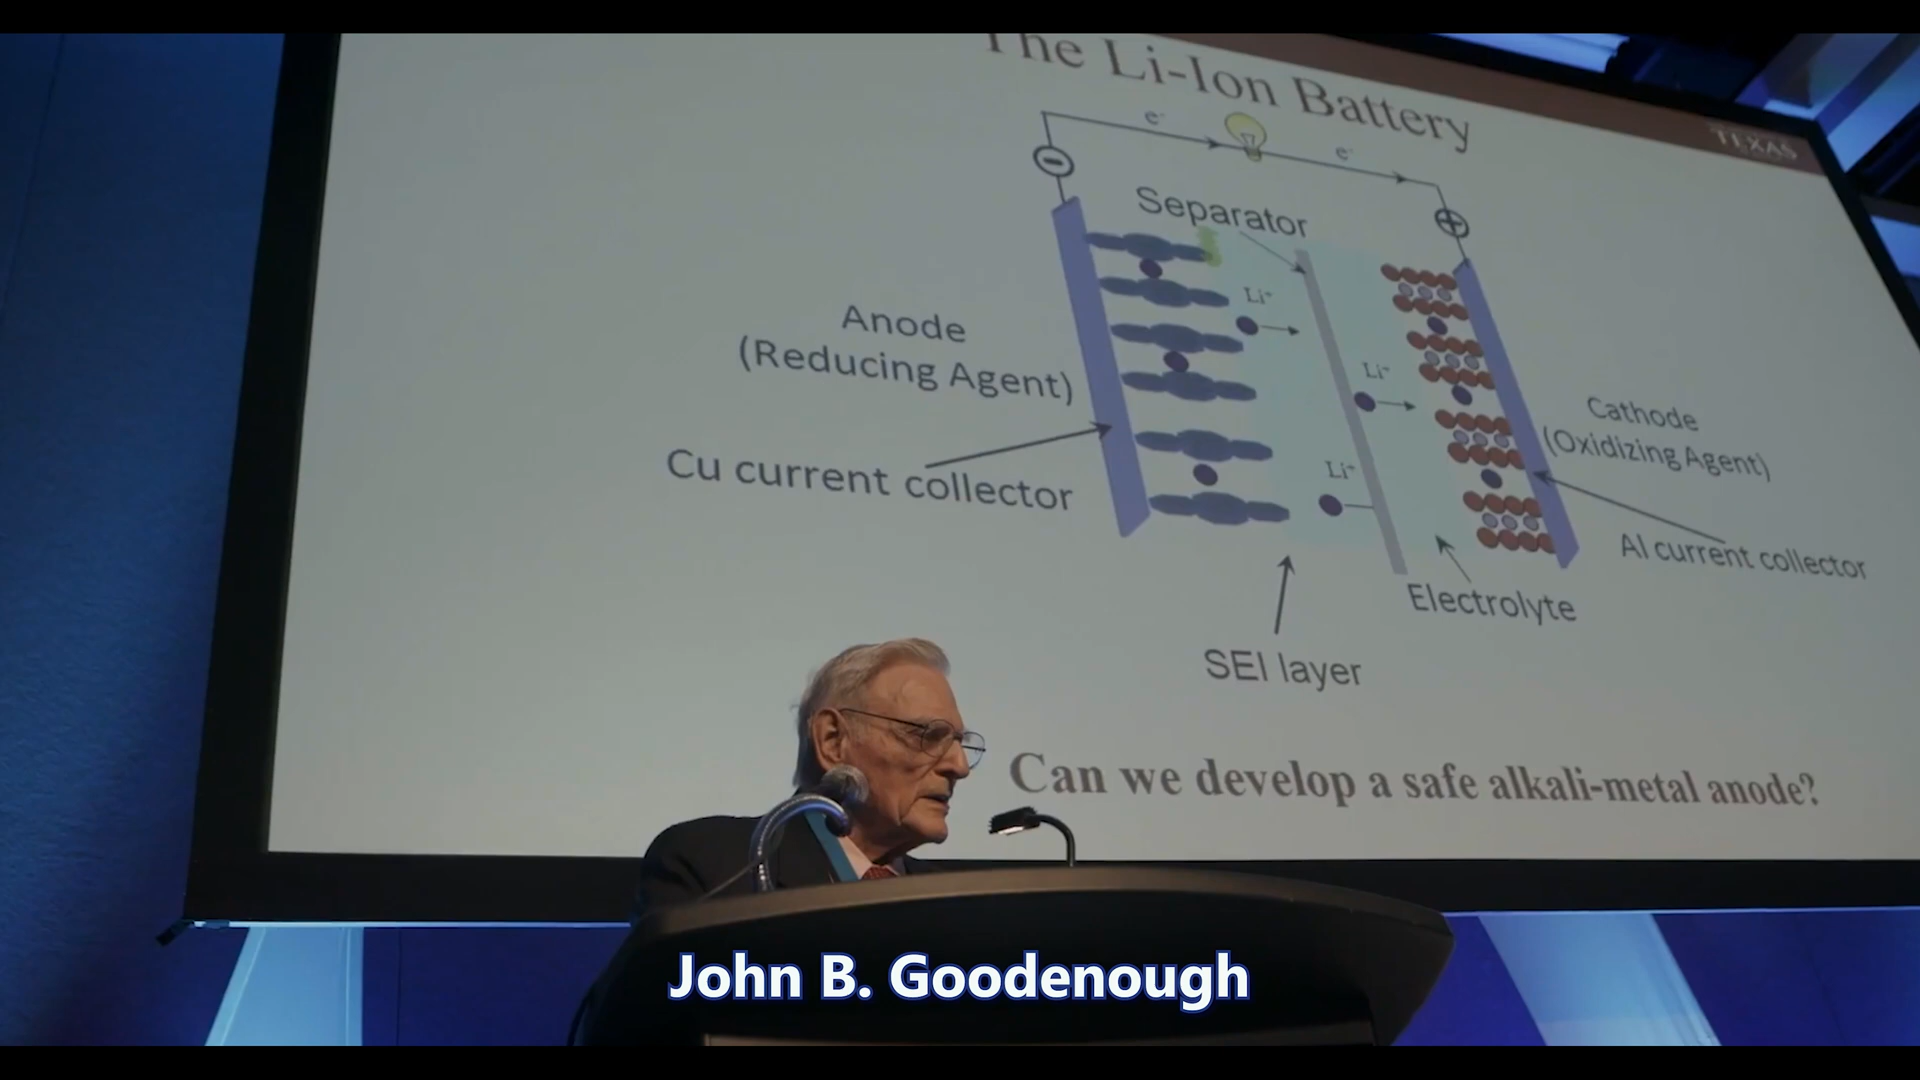 The Li-Ion Battery
TEXAS
e-
e-
Separator
Li+
Li+
Li+
Anode
(Reducing Agent)
Cu current collector
Cathode
(Oxidizing Agent)
Al current collector
Electrolyte
SEI layer
Can we develop a safe alkali-metal anode?
John B. Goodenough